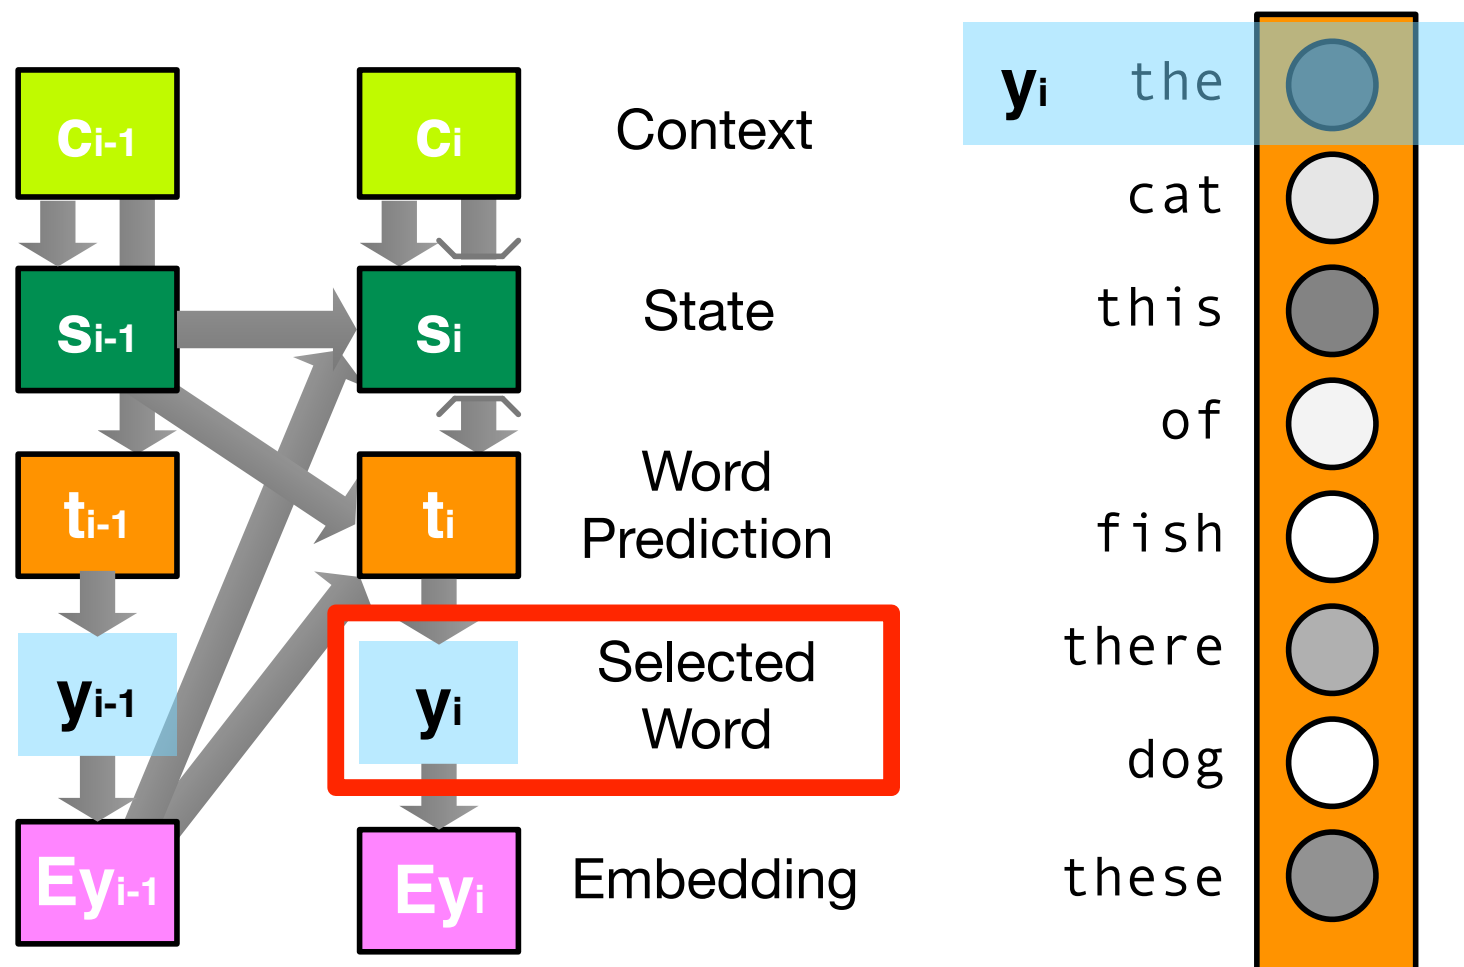 ci-1 ci Context
si-1 si State
ti-1 ti Word
Prediction
yi-1 yi Selected
Word
Eyi-1 Eyi Embedding
yi the
cat
this
of
fish
there
dog
these